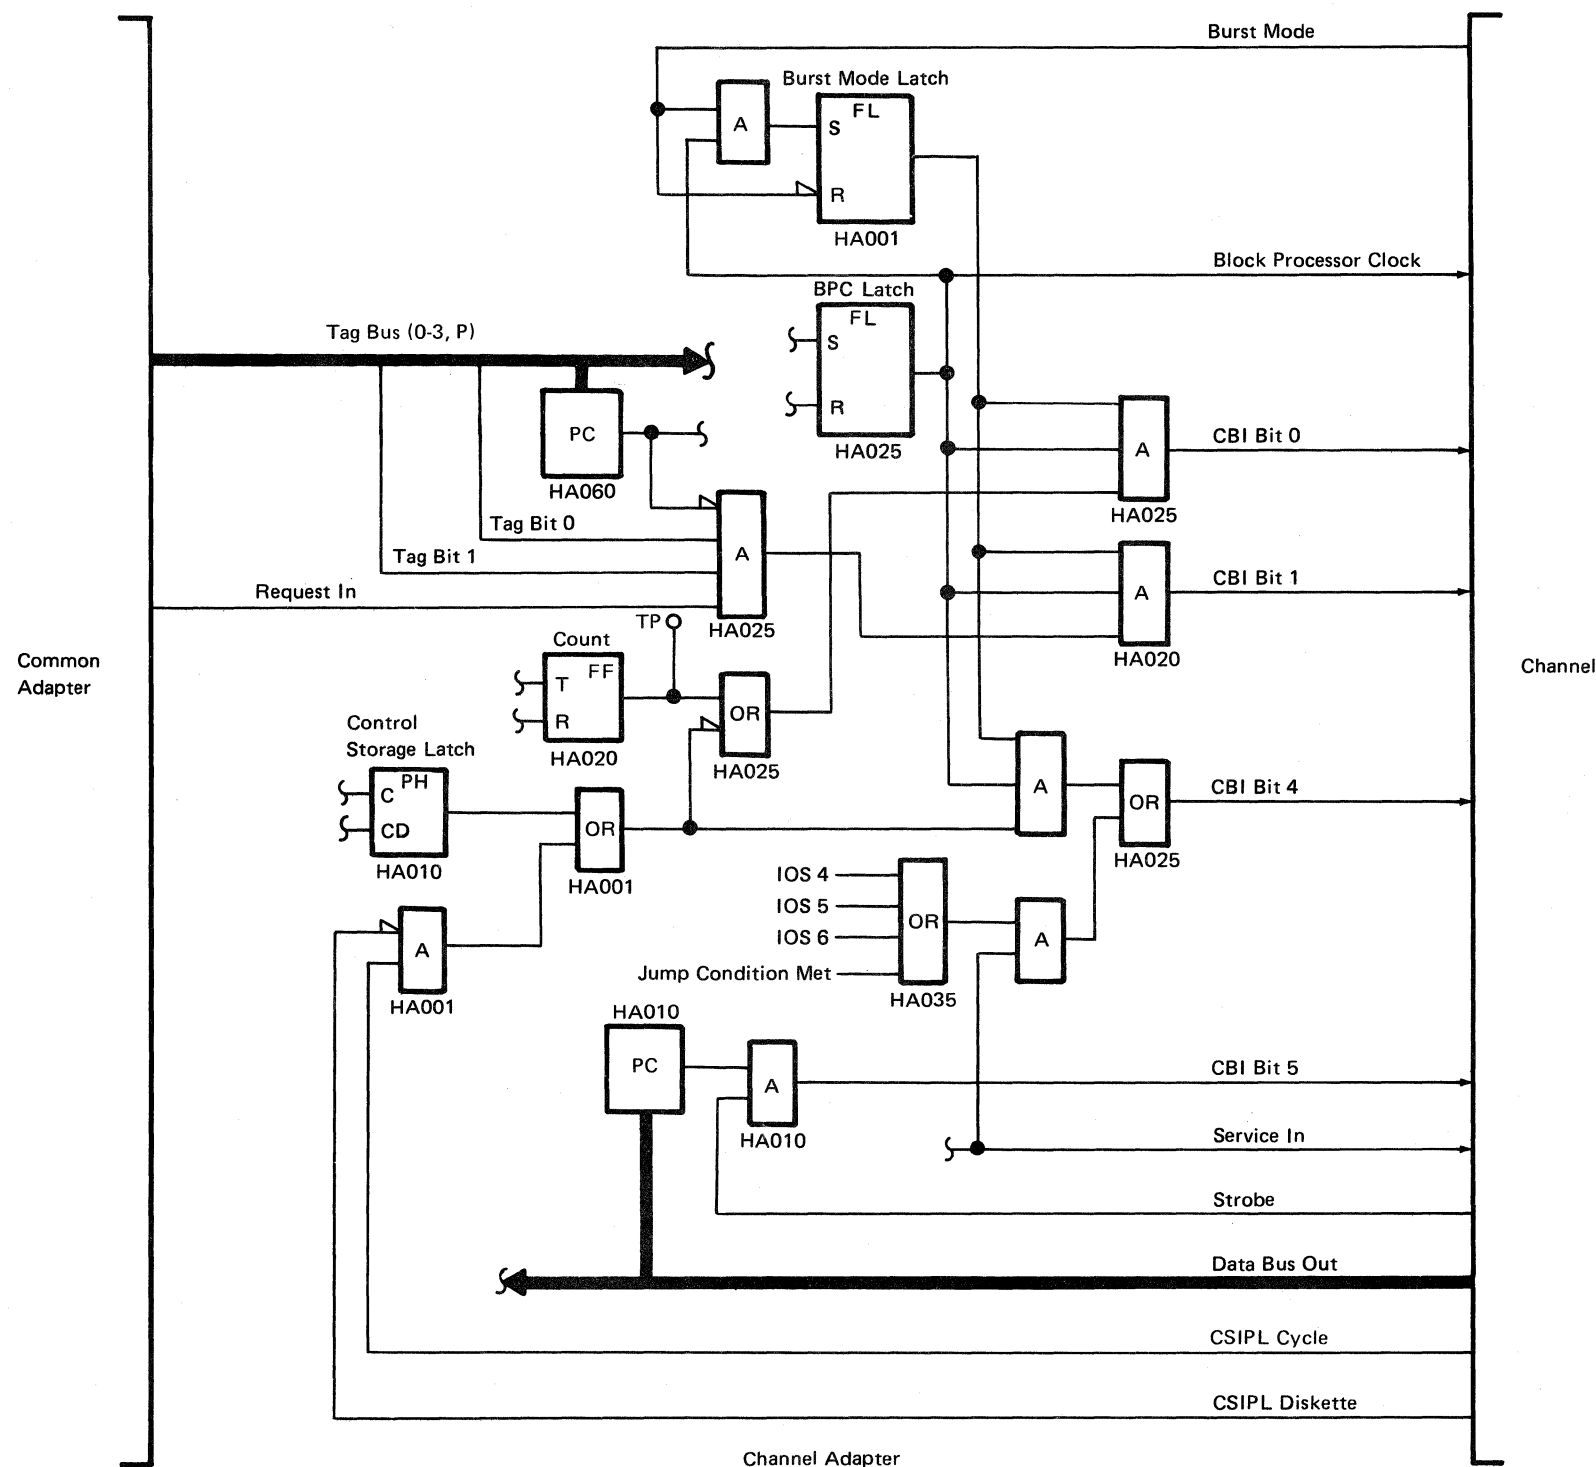 Burst Mode
Burst Mode Latch
FL
A
S
R
HA001
Block Processor Clock
BPC Latch
FL
S
R
HA025
Tag Bus (0-3, P)
PC
HA060
CBI Bit 0
A
HA025
Tag Bit 0
Tag Bit 1
A
HA025
Request In
CBI Bit 1
A
HA020
TP
Count
FF
T
R
HA020
OR
HA025
Common
Adapter
Channel
Control
Storage Latch
PH
C
CD
HA010
OR
HA001
A
CBI Bit 4
OR
HA025
IOS 4
IOS 5
IOS 6
Jump Condition Met
OR
HA035
A
A
HA001
HA010
PC
A
HA010
CBI Bit 5
Service In
Strobe
Data Bus Out
CSIPL Cycle
CSIPL Diskette
Channel Adapter